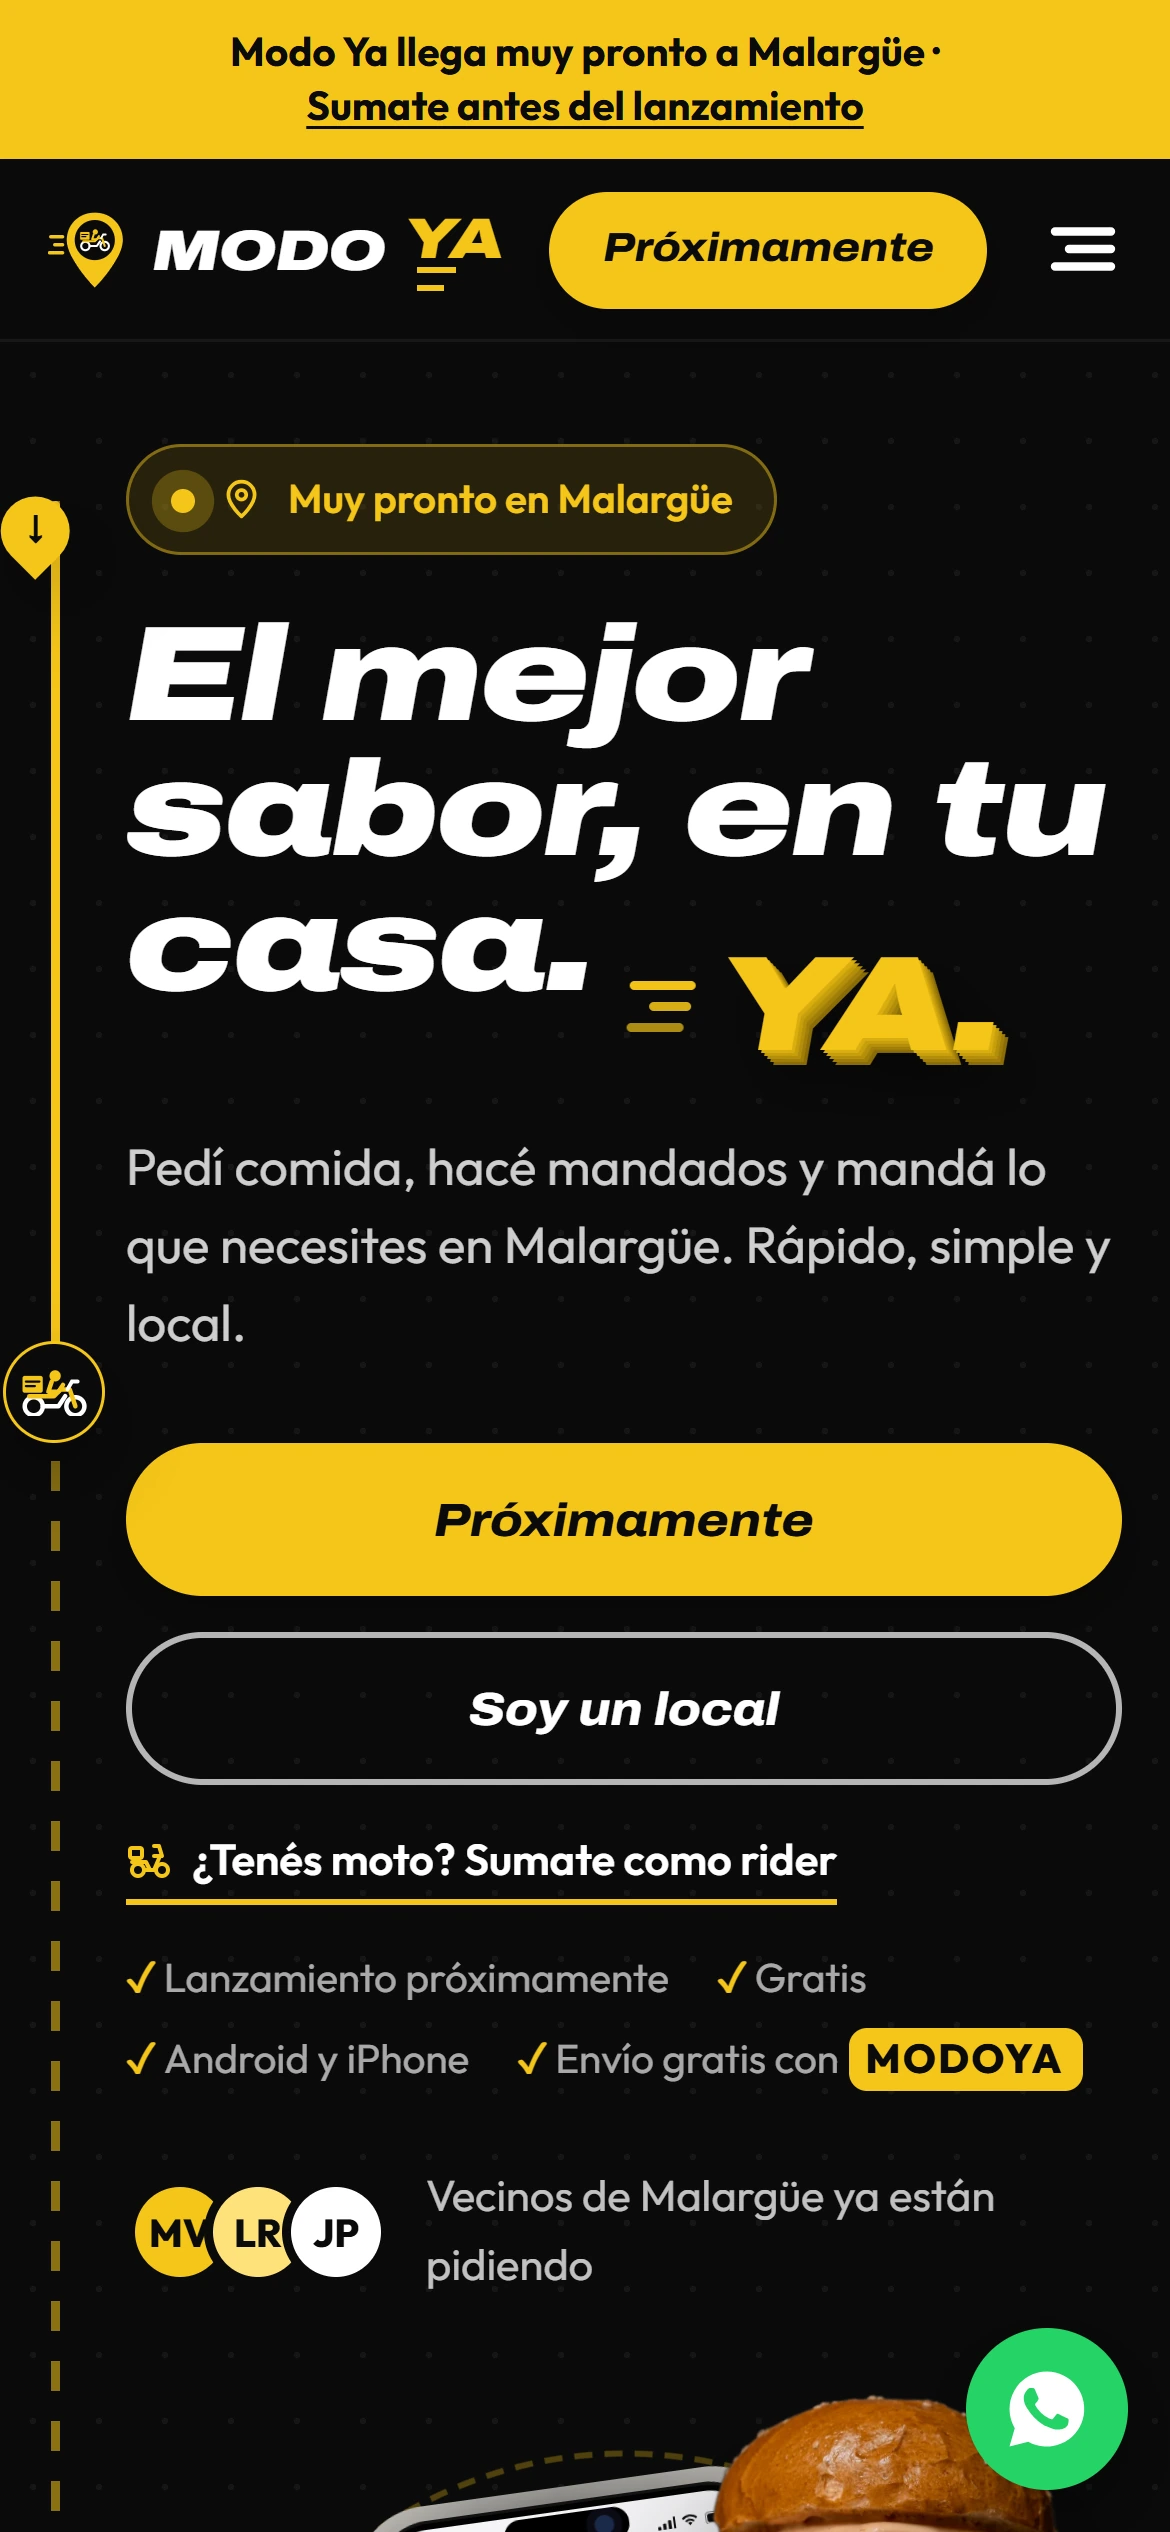 Modo Ya llega muy pronto a Malargüe ·
Sumate antes del lanzamiento
MODO YA
Próximamente
Muy pronto en Malargüe
El mejor
sabor, en tu
casa. YA.
Pedí comida, hacé mandados y mandá lo
que necesites en Malargüe. Rápido, simple y
local.
Próximamente
Soy un local
¿Tenés moto? Sumate como rider
✓ Lanzamiento próximamente ✓ Gratis
✓ Android y iPhone ✓ Envío gratis con MODOYA
MV LR JP
Vecinos de Malargüe ya están
pidiendo